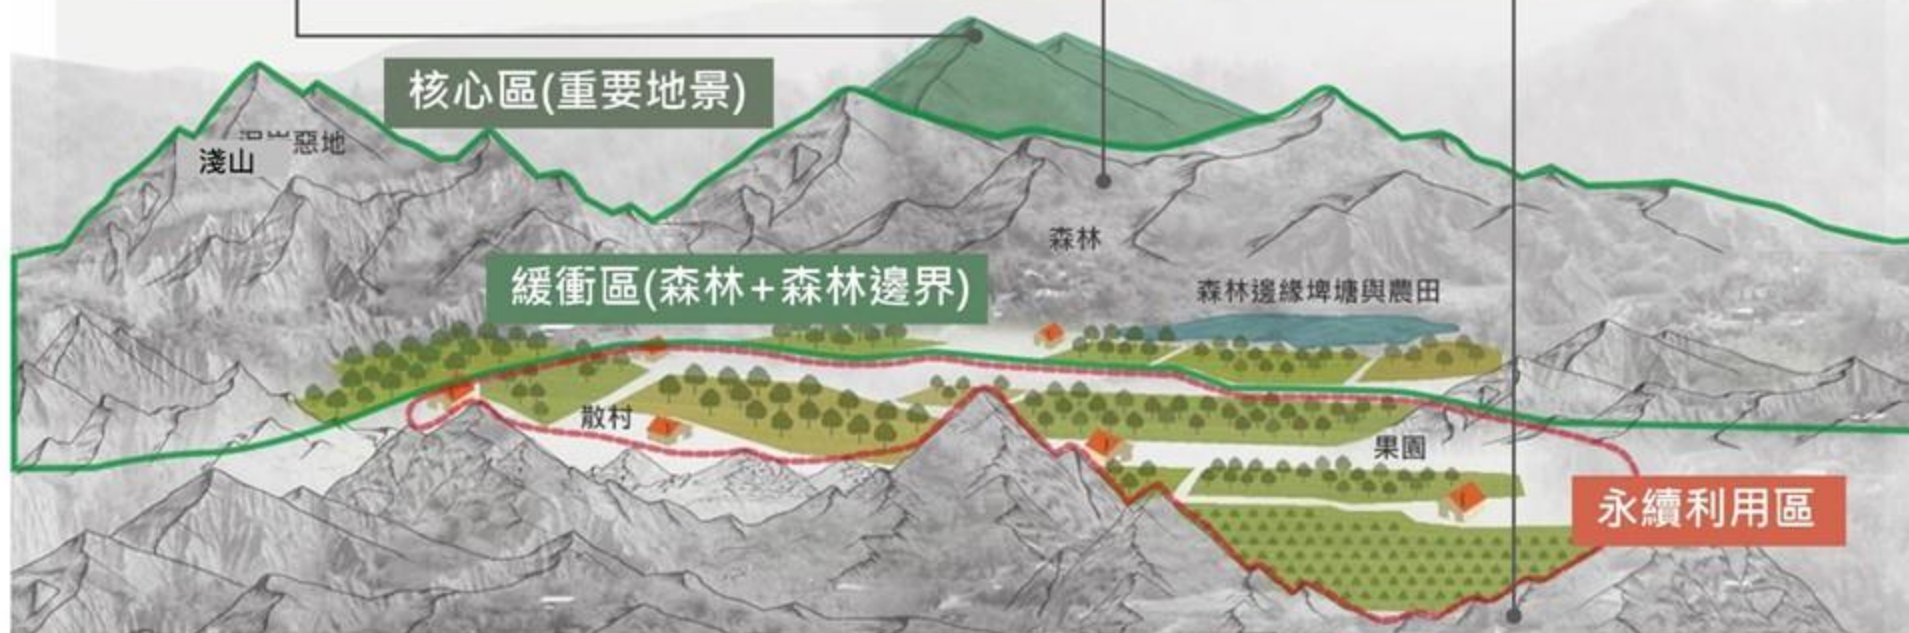 核心區(重要地景)
惡地
淺山
森林
緩衝區(森林+森林邊界)
森林邊緣埤塘與農田
散村
果園
永續利用區